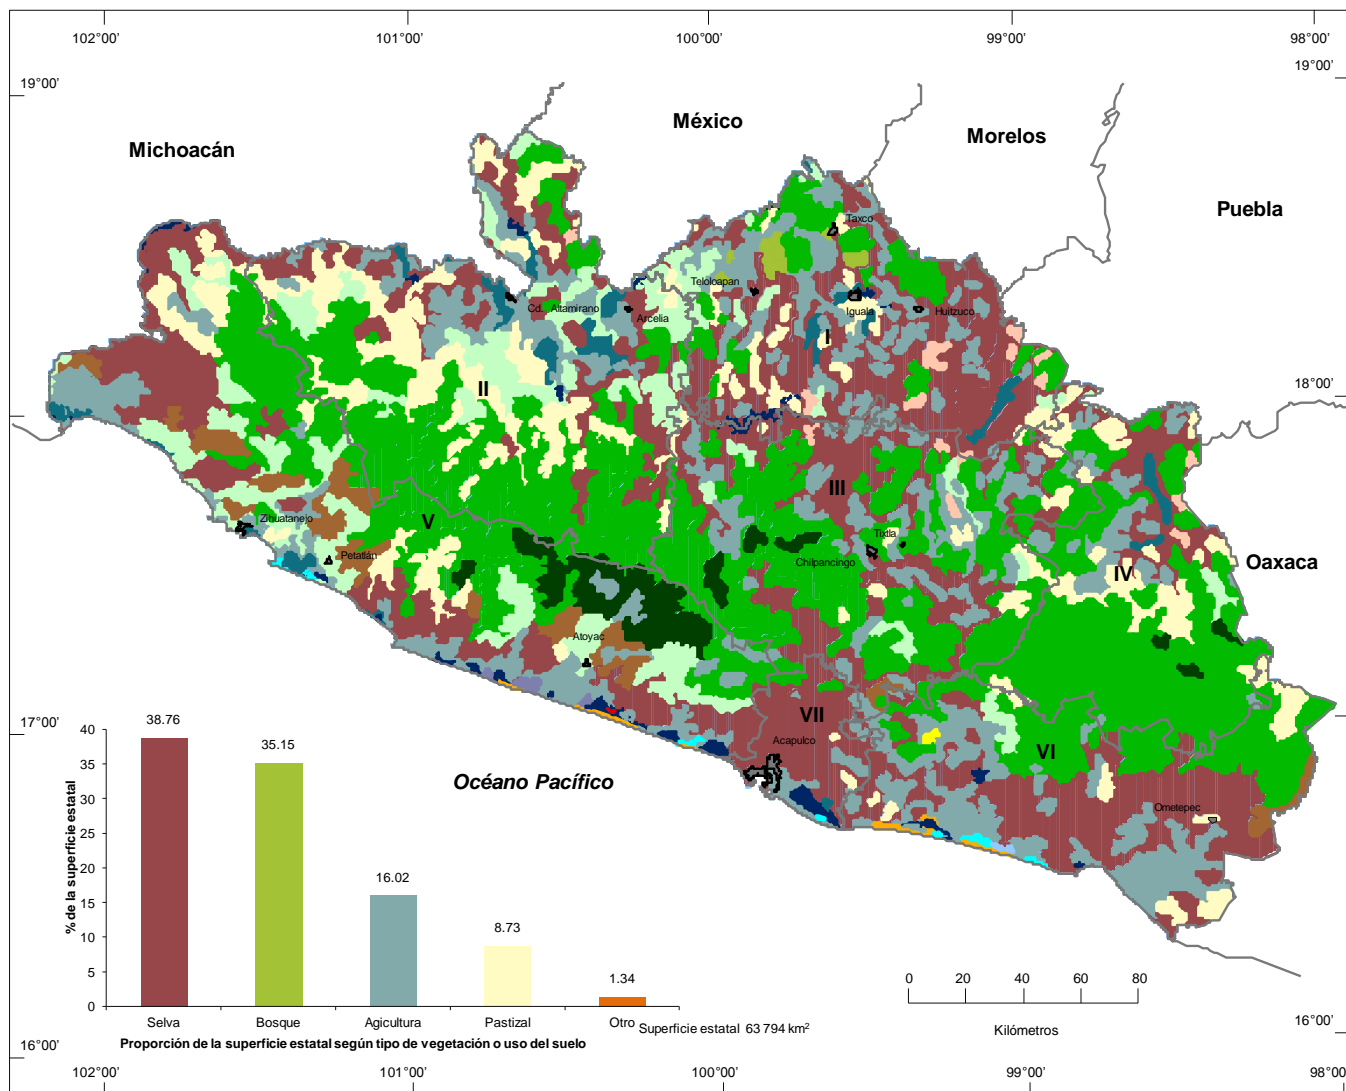 102°00'
101°00'
100°00'
99°00'
98°00'
19°00'
19°00'
México
Morelos
Michoacán
Puebla
Taxco
Teloloapan
Cd. Altamirano
Arcelia
Iguala
Huitzuco
I
II
18°00'
III
Zihuatanejo
V
Petatlán
Tixtla
Chilpancingo
IV
Oaxaca
Atoyac
17°00'
VII
Acapulco
VI
Océano Pacífico
Ometepec
% de la superficie estatal
40
35
30
25
20
15
10
5
0
38.76
35.15
16.02
8.73
1.34
Selva
Bosque
Agicultura
Pastizal
Otro
Superficie estatal 63 794 km²
Proporción de la superficie estatal según tipo de vegetación o uso del suelo
0 20 40 60 80
Kilómetros
16°00'
16°00'
102°00'
101°00'
100°00'
99°00'
98°00'